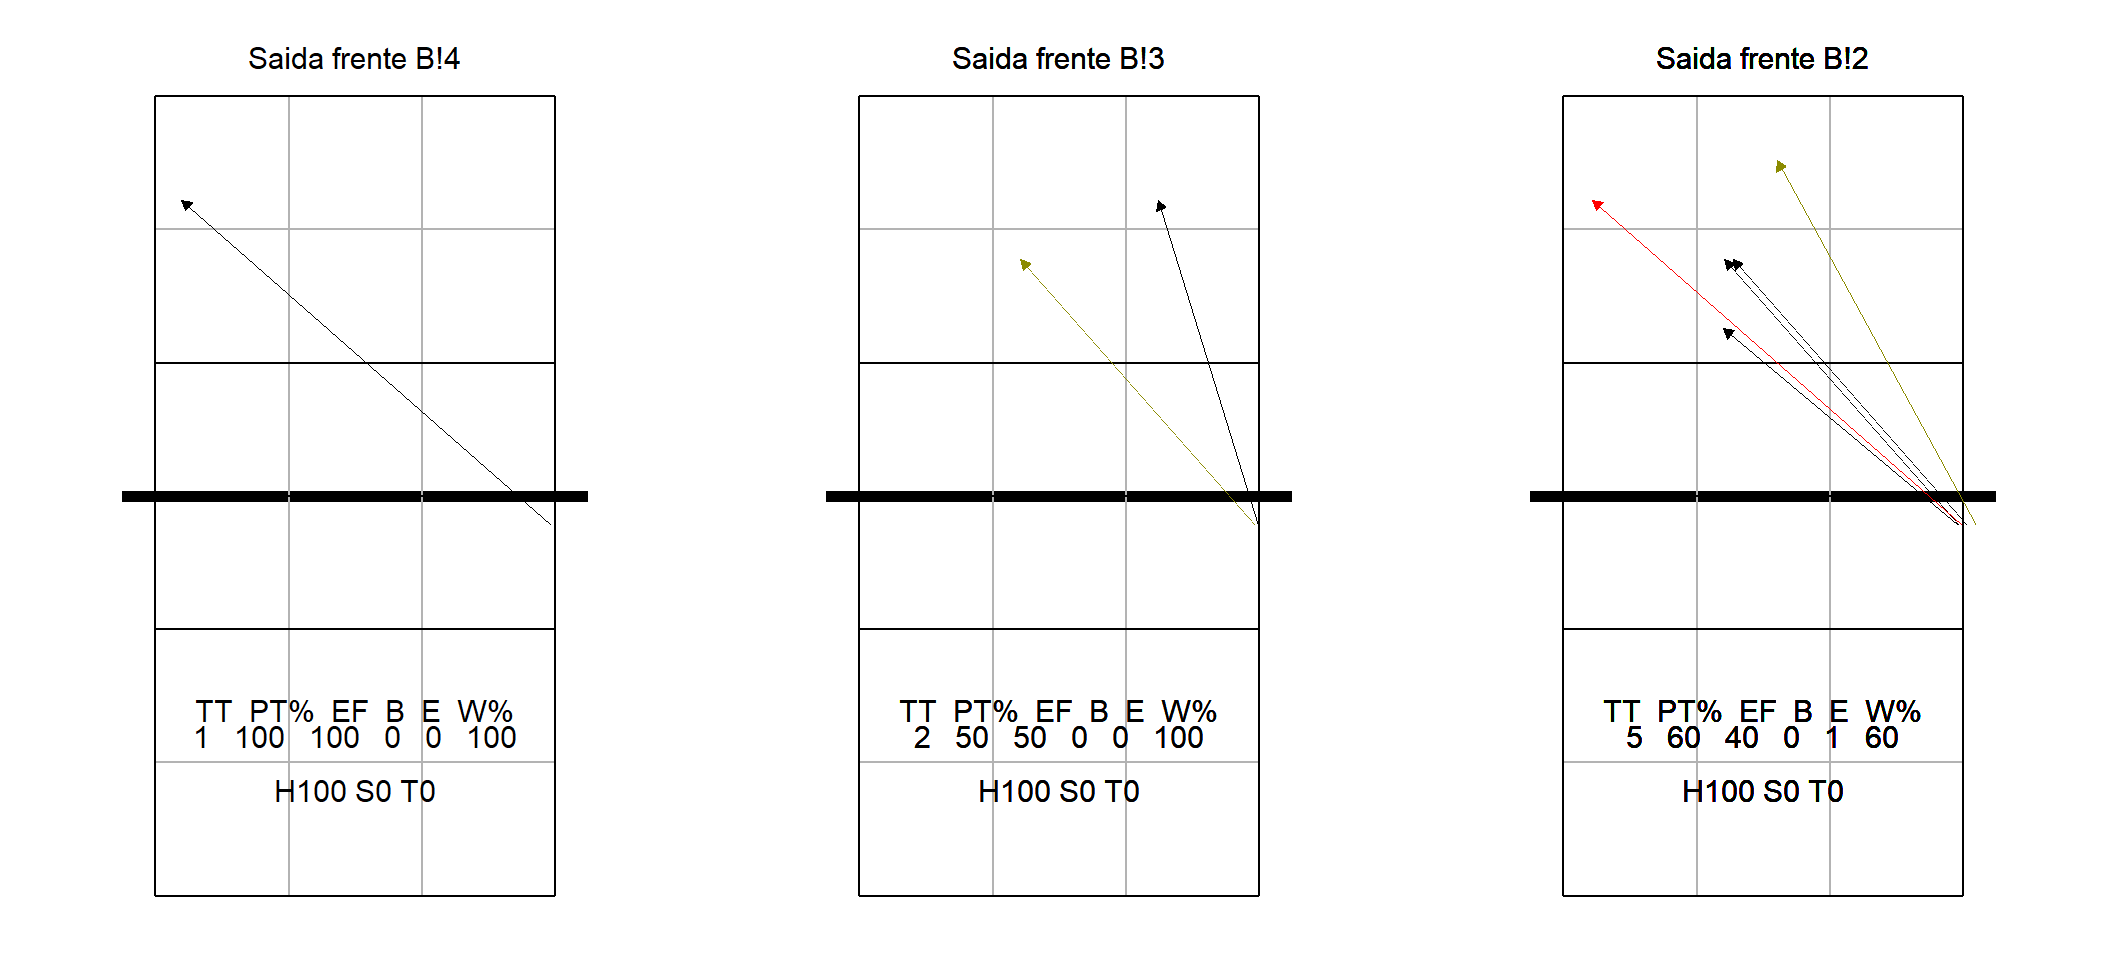 Saida frente B!4
TT PT% EF B E W%
1 100 100 0 0 100
H100 S0 T0
Saida frente B!3
TT PT% EF B E W%
2 50 50 0 0 100
H100 S0 T0
Saida frente B!2
TT PT% EF B E W%
5 60 40 0 1 60
H100 S0 T0